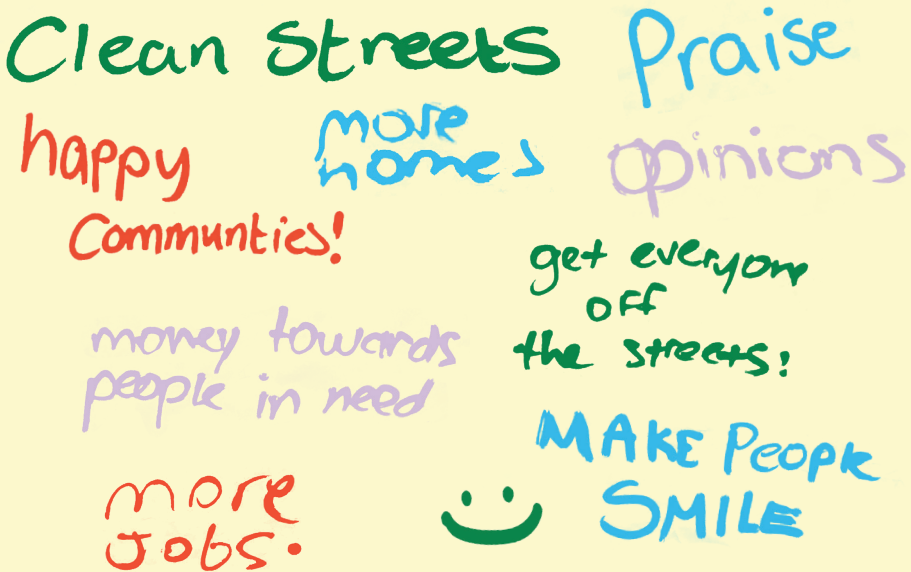 Clean Streets
Praise
happy
Communties!
more
homes
opinions
get everyone
off
the streets!
money towards
people in need
MAKE PEOPLE
SMILE
more
JOBS.